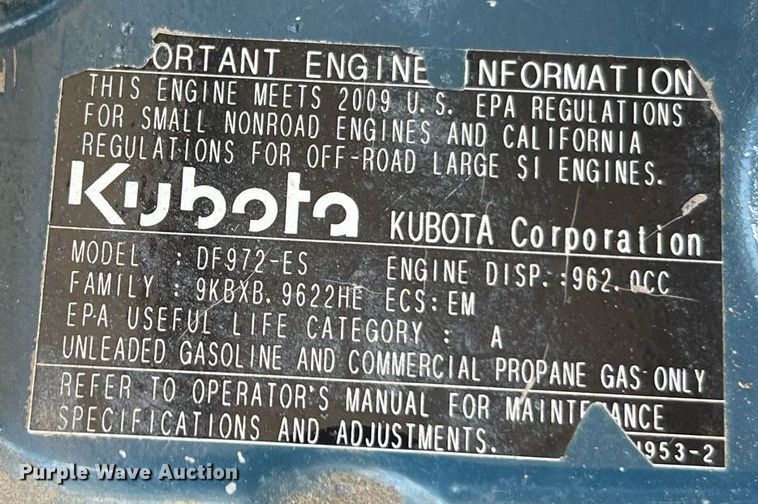 ORTANT ENGINE INFORMATION
THIS ENGINE MEETS 2009 U.S. EPA REGULATIONS
FOR SMALL NONROAD ENGINES AND CALIFORNIA
REGULATIONS FOR OFF-ROAD LARGE SI ENGINES.
Kubota KUBOTA Corporation
MODEL : DF972-ES ENGINE DISP.:962.0CC
FAMILY : 9KBXB.9622HE ECS:EM
EPA USEFUL LIFE CATEGORY : A
UNLEADED GASOLINE AND COMMERCIAL PROPANE GAS ONLY
REFER TO OPERATOR'S MANUAL FOR MAINTENANCE
SPECIFICATIONS AND ADJUSTMENTS.
1953-2
Purple Wave Auction